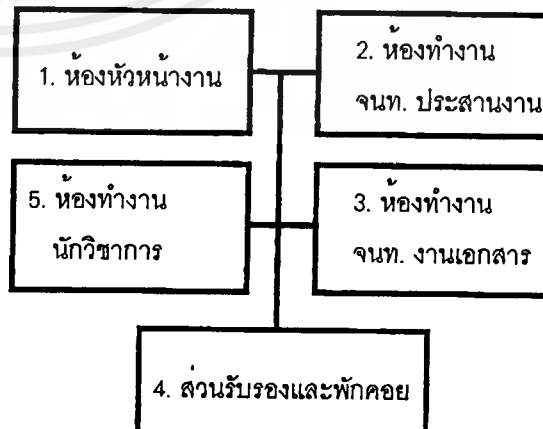 1. ห้องหัวหน้างาน
2. ห้องทำงาน
จนท. ประสานงาน
5. ห้องทำงาน
นักวิชาการ
3. ห้องทำงาน
จนท. งานเอกสาร
4. ส่วนรับรองและพักคอย